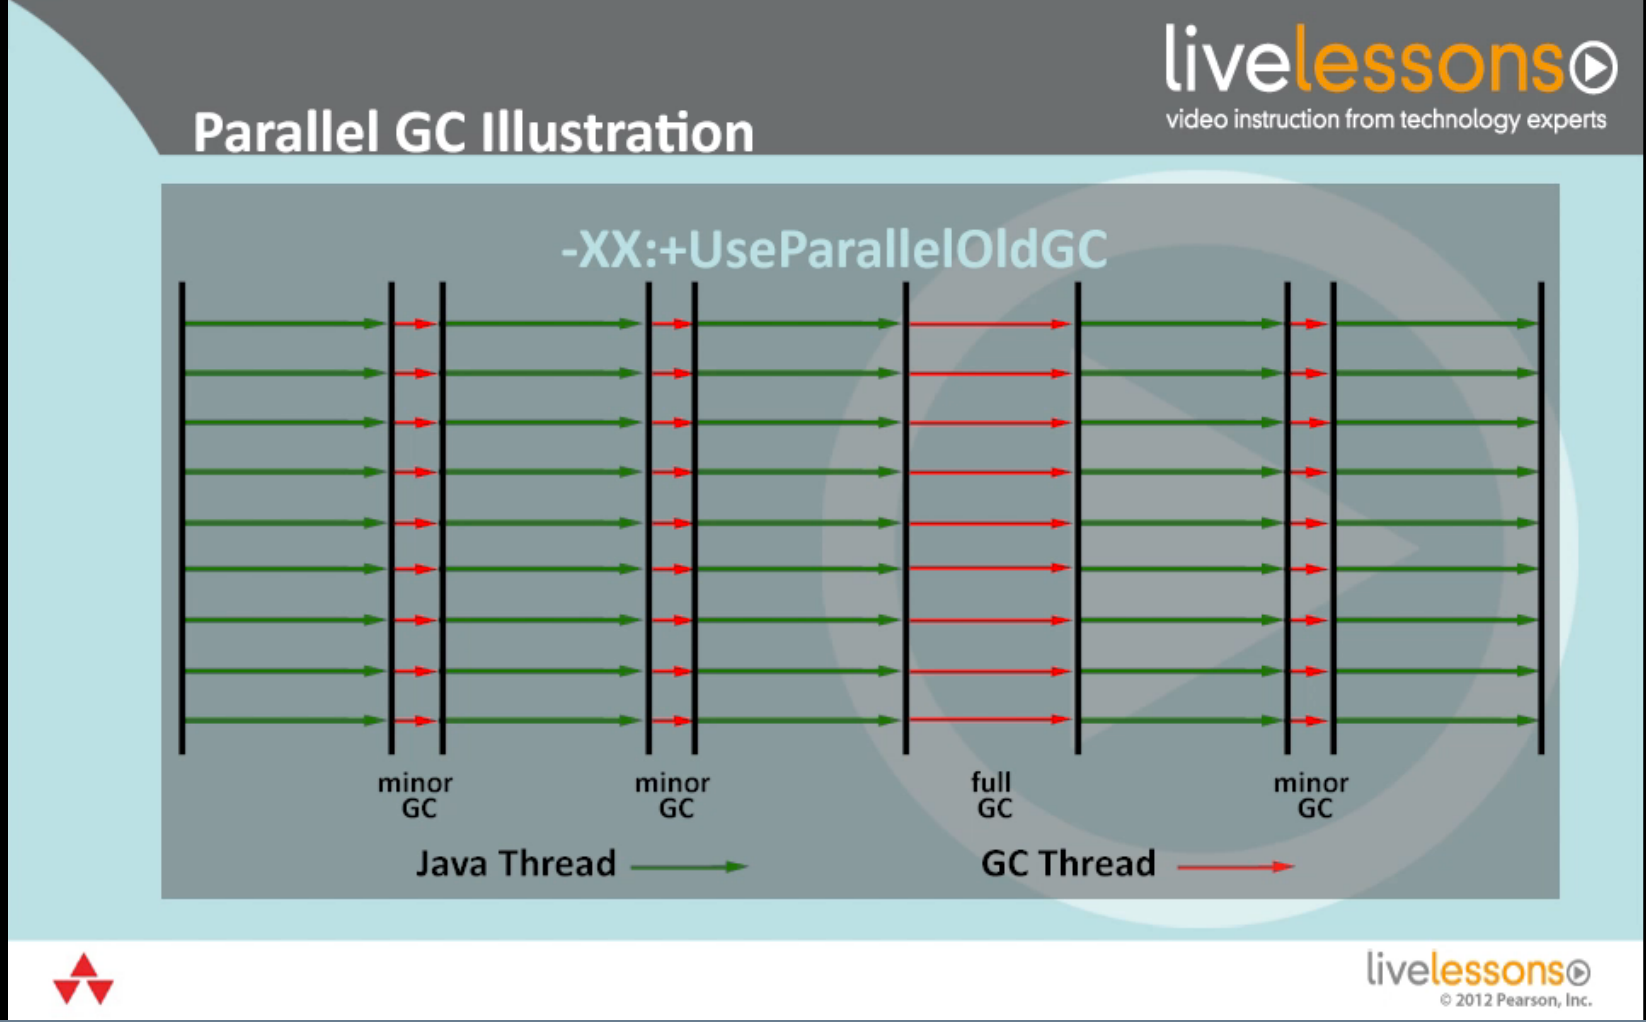 livelessons
video instruction from technology experts
Parallel GC Illustration
-XX:+UseParallelOldGC
minor
GC
minor
GC
full
GC
minor
GC
Java Thread
GC Thread
livelessons
© 2012 Pearson, Inc.